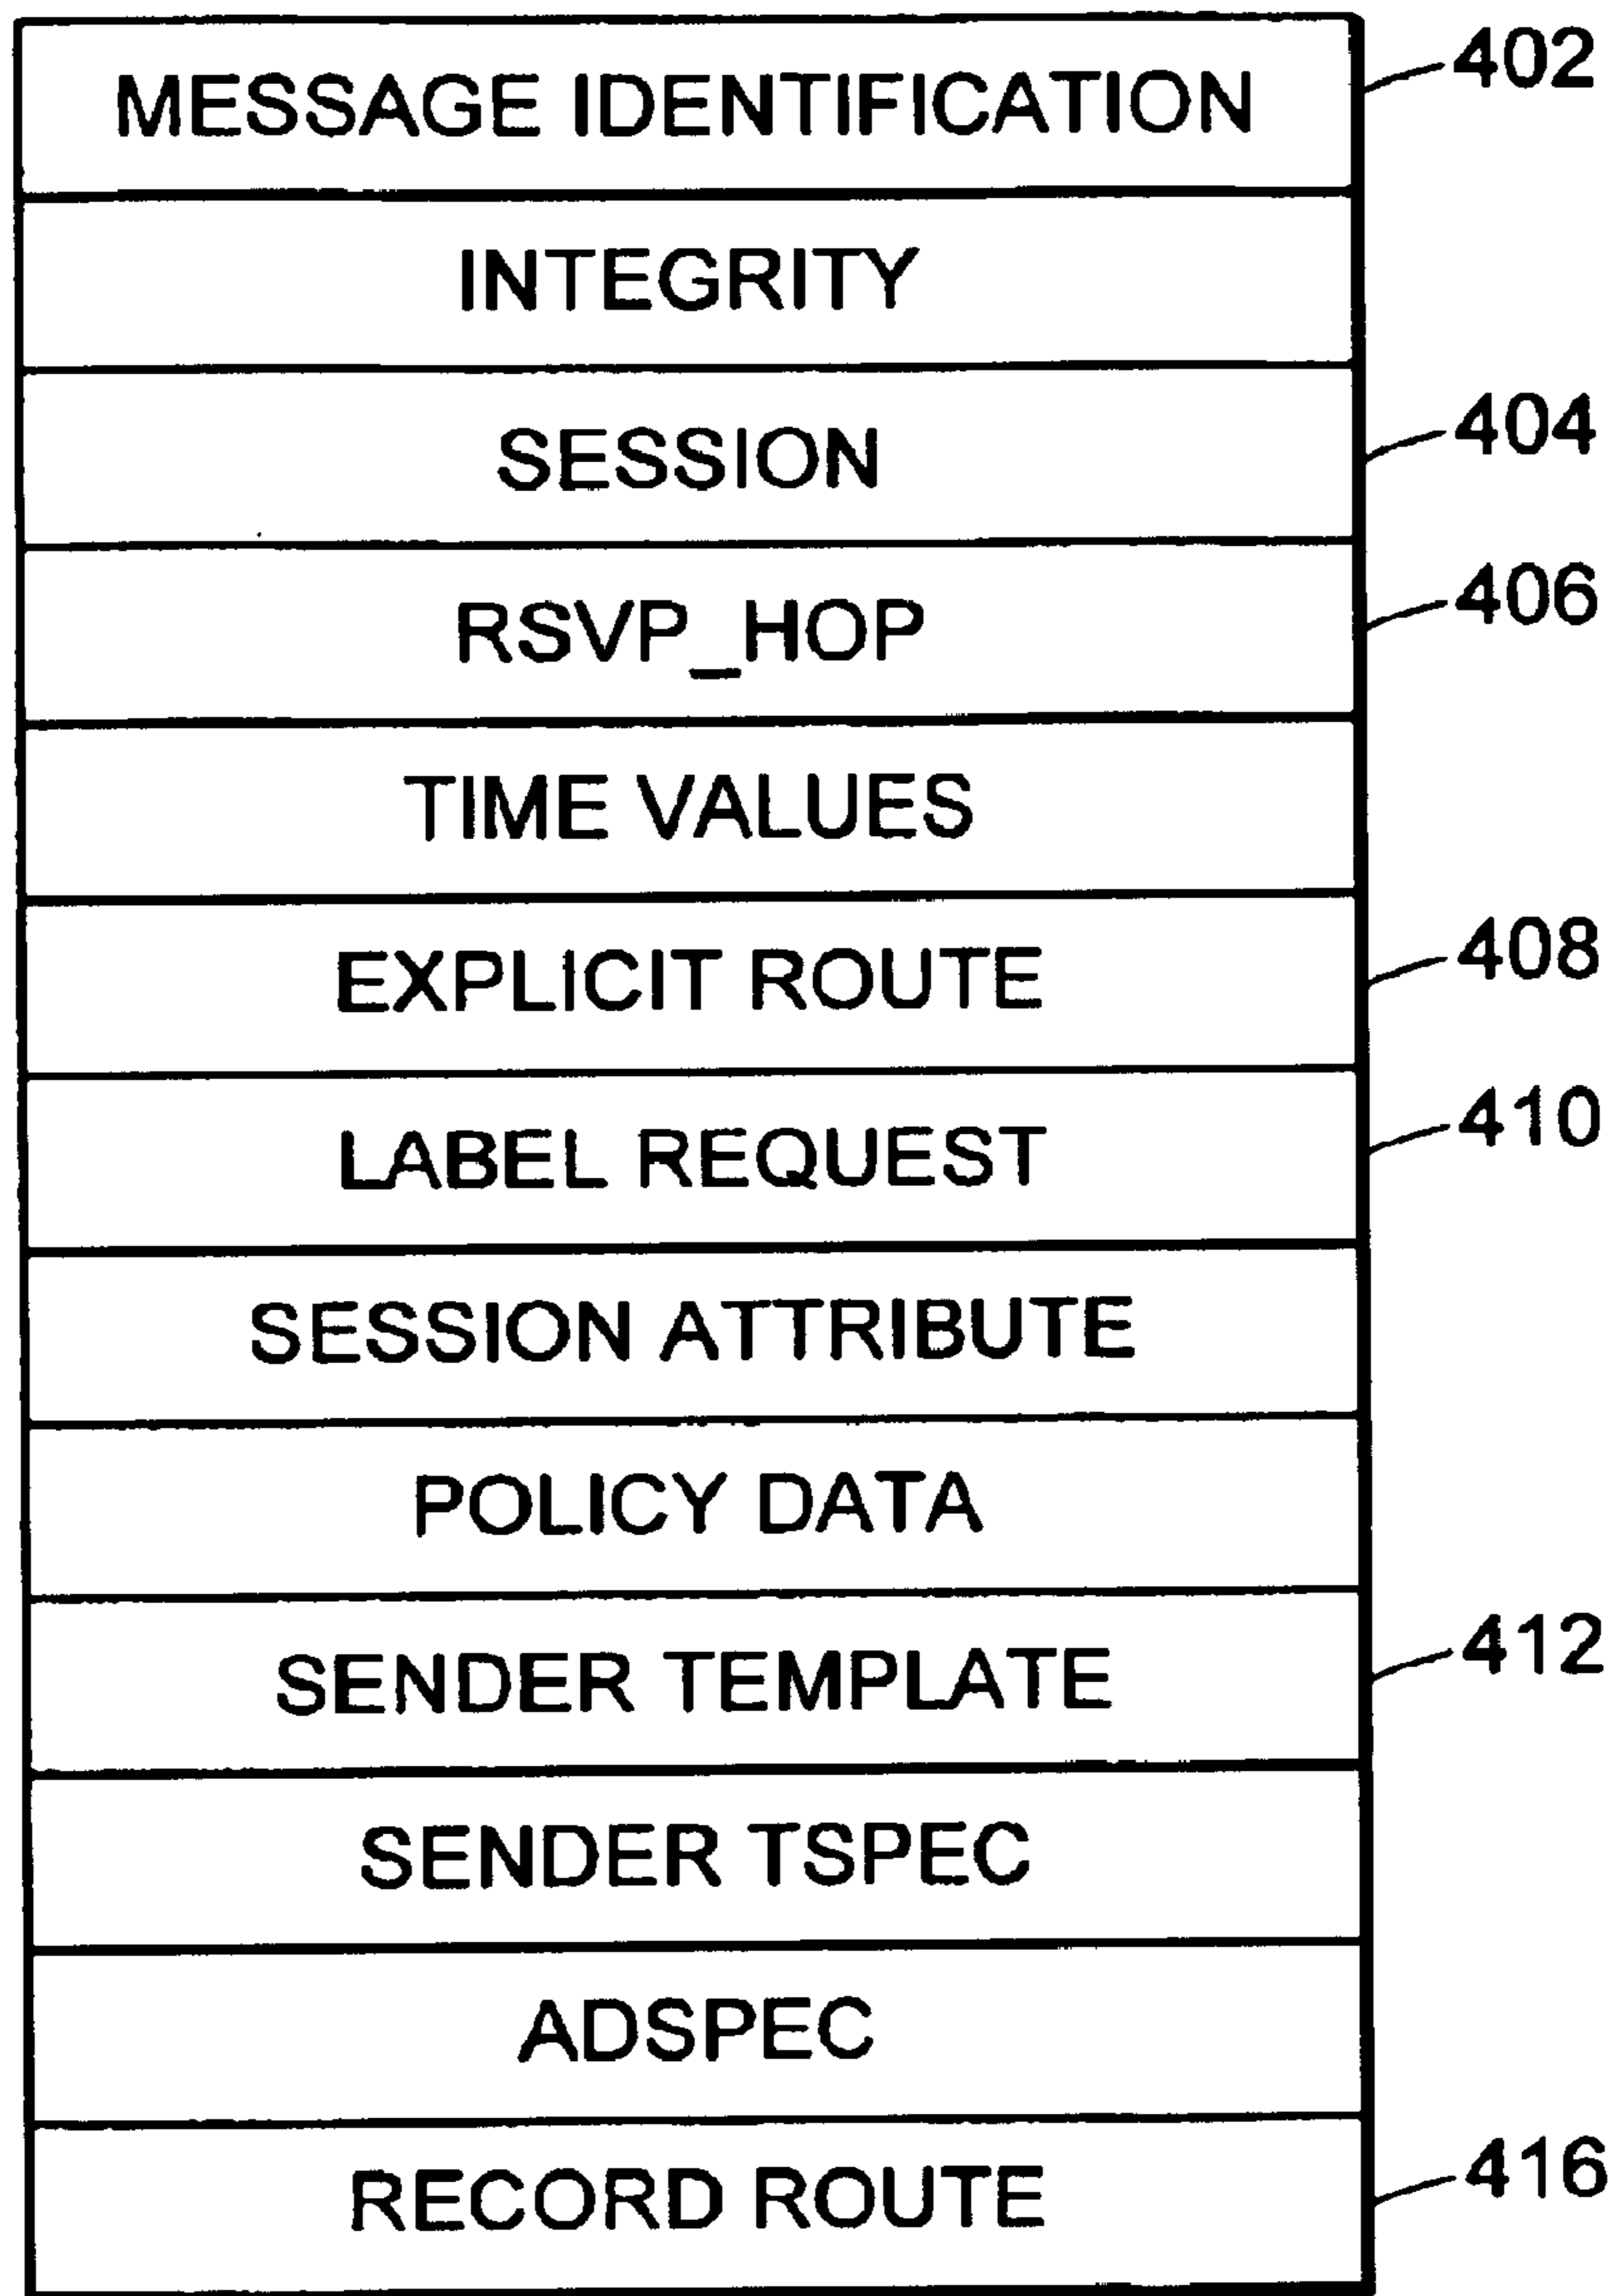 MESSAGE IDENTIFICATION 402
INTEGRITY
SESSION 404
RSVP_HOP 406
TIME VALUES
EXPLICIT ROUTE 408
LABEL REQUEST 410
SESSION ATTRIBUTE
POLICY DATA
SENDER TEMPLATE 412
SENDER TSPEC
ADSPEC
RECORD ROUTE 416